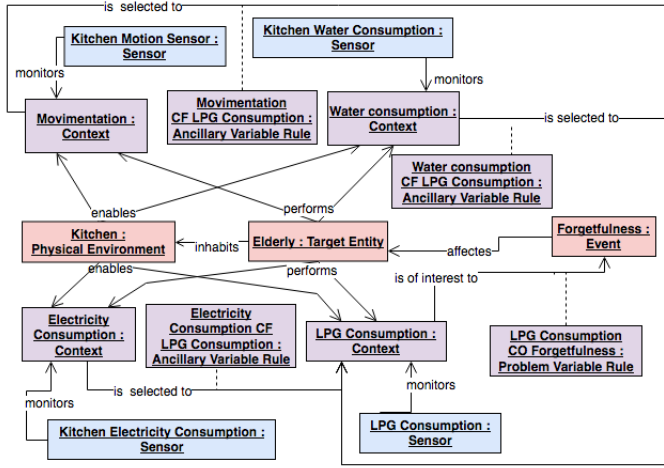 is selected to
Kitchen Motion Sensor :
Sensor
Kitchen Water Consumption :
Sensor
monitors
monitors
Movimentation :
Context
Movimentation
CF LPG Consumption :
Ancillary Variable Rule
Water consumption :
Context
is selected to
Water consumption
CF LPG Consumption :
Ancillary Variable Rule
enables
performs
Kitchen :
Physical Environment
inhabits
Elderly : Target Entity
affectes
Forgetfulness :
Event
enables
performs
is of interest to
Electricity
Consumption :
Context
Electricity
Consumption CF
LPG Consumption :
Ancillary Variable Rule
LPG Consumption :
Context
LPG Consumption
CO Forgetfulness :
Problem Variable Rule
is selected to
monitors
monitors
Kitchen Electricity Consumption :
Sensor
LPG Consumption :
Sensor